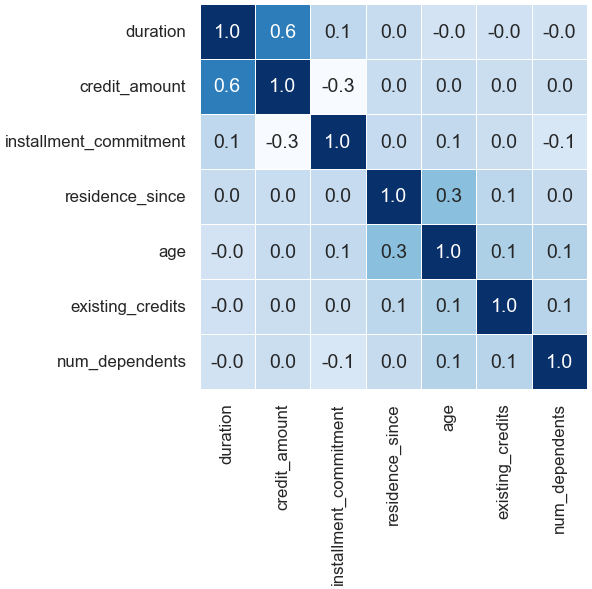 duration 1.0 0.6 0.1 0.0 -0.0 -0.0 -0.0
credit_amount 0.6 1.0 -0.3 0.0 0.0 0.0 0.0
installment_commitment 0.1 -0.3 1.0 0.0 0.1 0.0 -0.1
residence_since 0.0 0.0 0.0 1.0 0.3 0.1 0.0
age -0.0 0.0 0.1 0.3 1.0 0.1 0.1
existing_credits -0.0 0.0 0.0 0.1 0.1 1.0 0.1
num_dependents -0.0 0.0 -0.1 0.0 0.1 0.1 1.0
duration
credit_amount
installment_commitment
residence_since
age
existing_credits
num_dependents